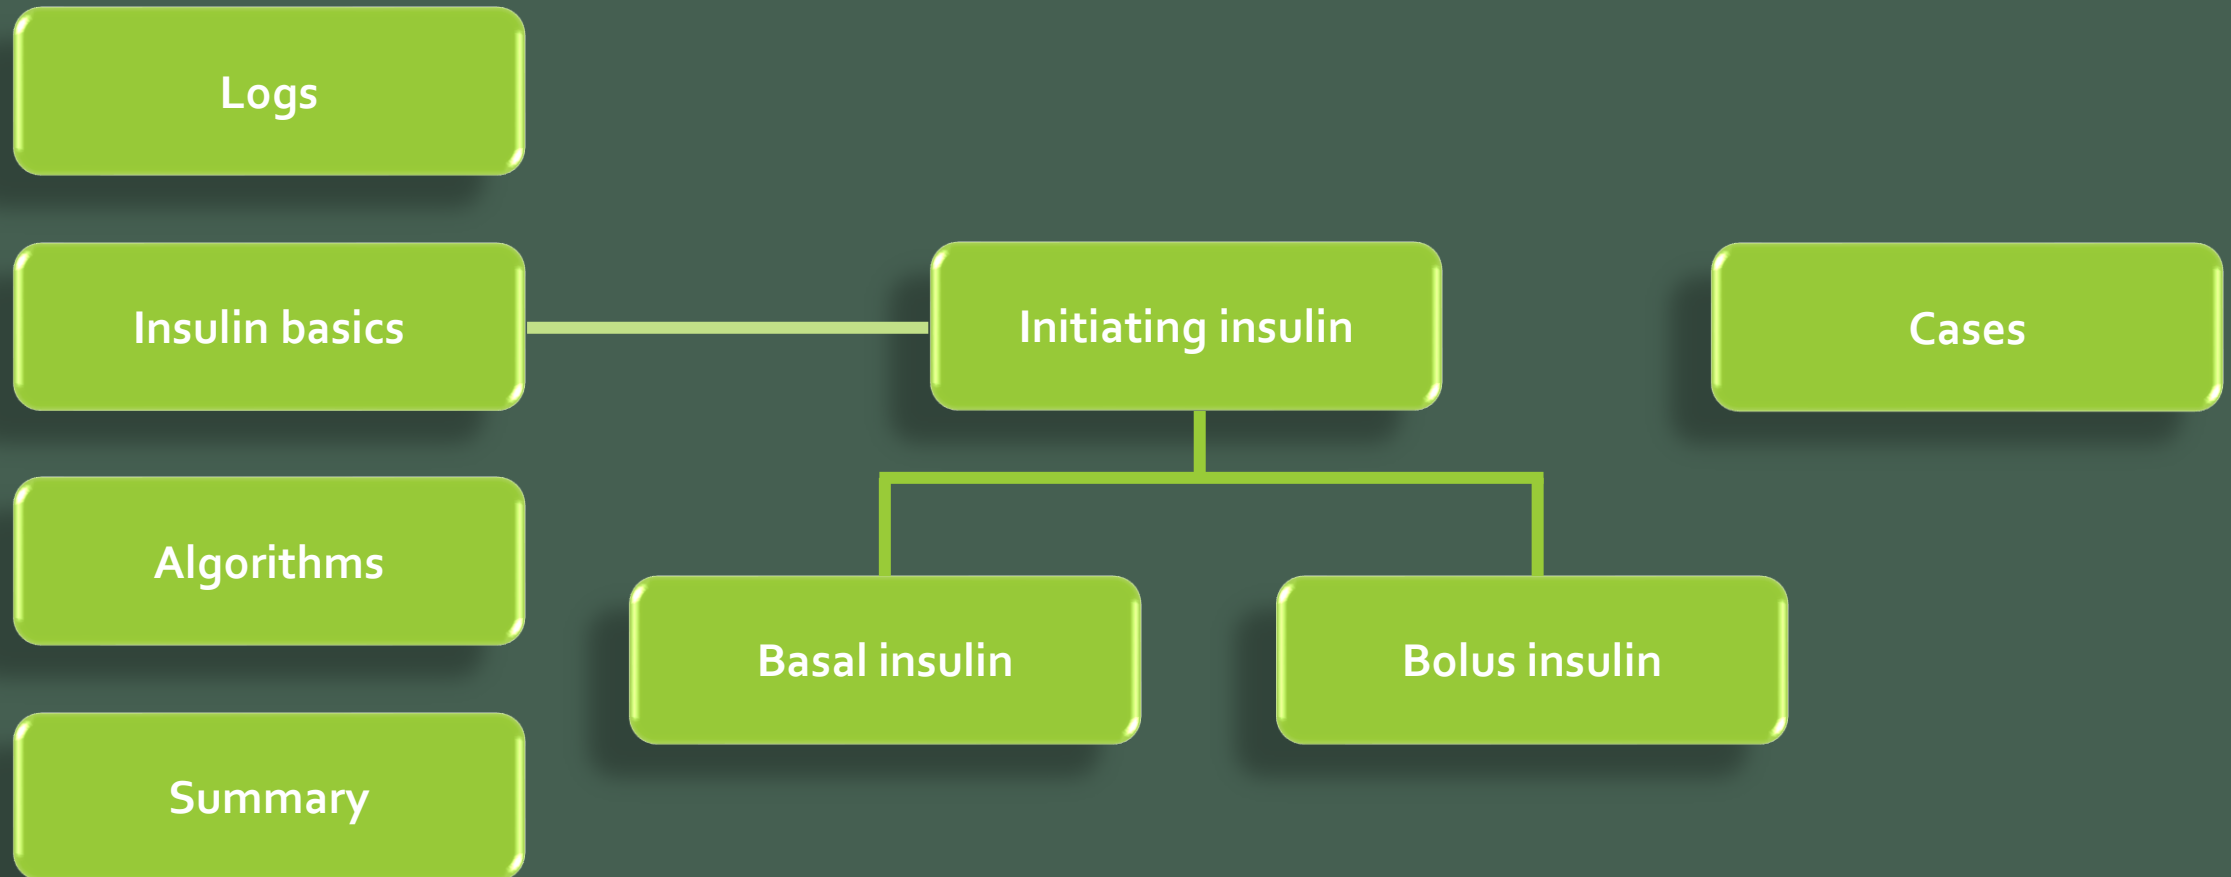 Logs
Insulin basics
Initiating insulin
Cases
Algorithms
Basal insulin
Bolus insulin
Summary